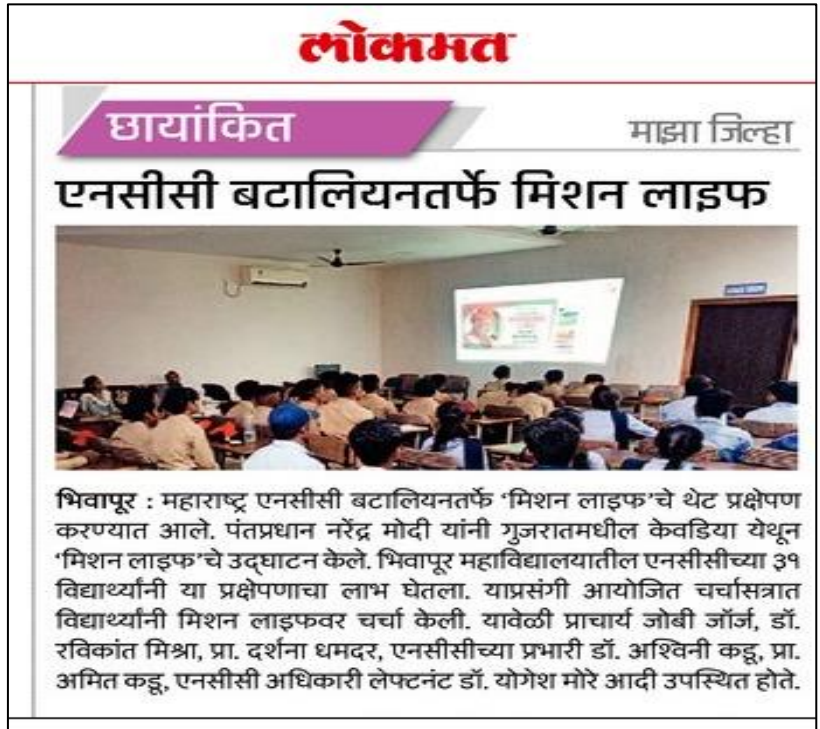 लोकमत
छायांकित
माझा जिल्हा
एनसीसी बटालियनतर्फे मिशन लाइफ
भिवापूर : महाराष्ट्र एनसीसी बटालियनतर्फे ‘मिशन लाइफ’चे थेट प्रक्षेपण
करण्यात आले. पंतप्रधान नरेंद्र मोदी यांनी गुजरातमधील केवडिया येथून
‘मिशन लाइफ’चे उद्‌घाटन केले. भिवापूर महाविद्यालयातील एनसीसीच्या ३१
विद्यार्थ्यांनी या प्रक्षेपणाचा लाभ घेतला. याप्रसंगी आयोजित चर्चासत्रात
विद्यार्थ्यांनी मिशन लाइफवर चर्चा केली. यावेळी प्राचार्य जोबी जॉर्ज, डॉ.
रविकांत मिश्रा, प्रा. दर्शना धमदर, एनसीसीच्या प्रभारी डॉ. अश्विनी कडू, प्रा.
अमित कडू, एनसीसी अधिकारी लेफ्टनंट डॉ. योगेश मोरे आदी उपस्थित होते.